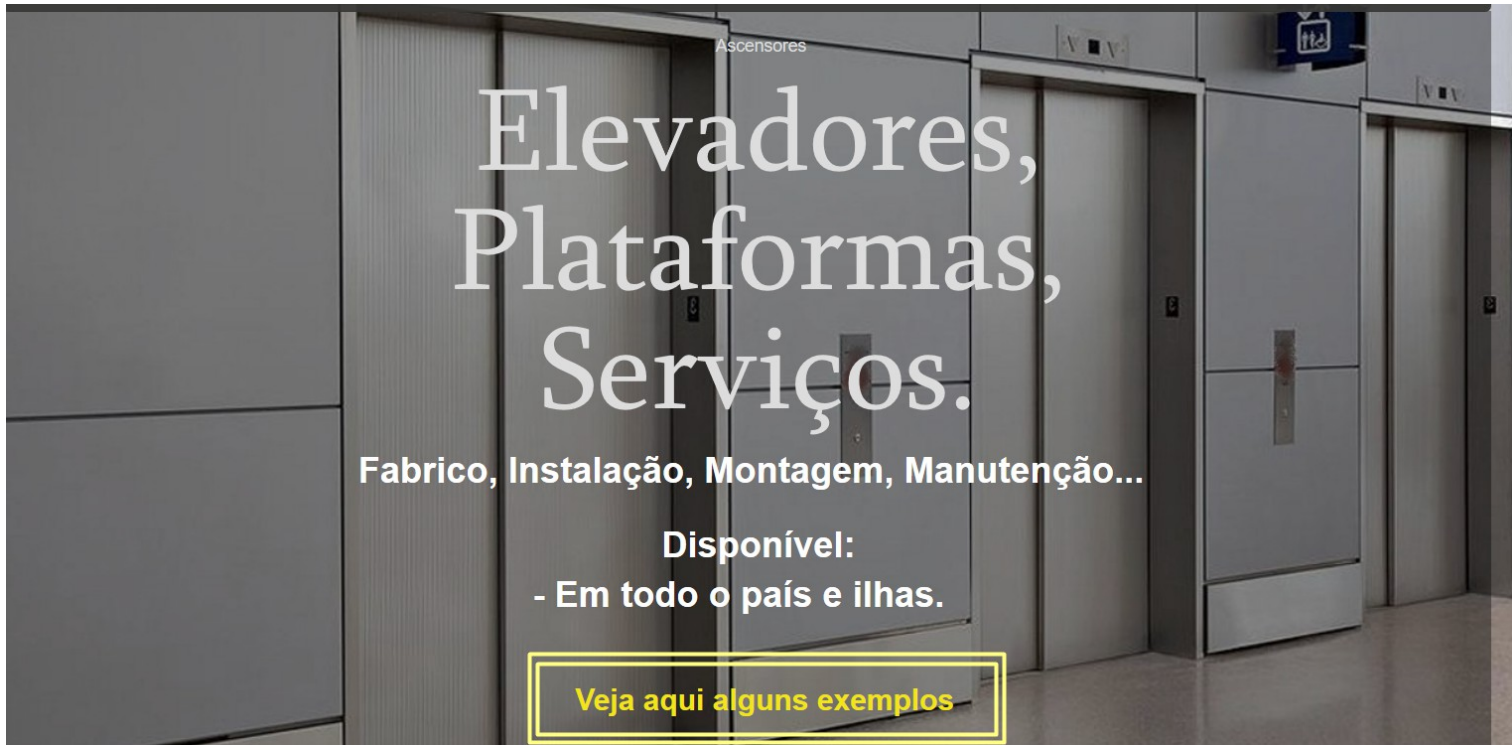 Ascensores
Elevadores,
Plataformas,
Serviços.
Fabrico, Instalação, Montagem, Manutenção...
Disponível:
- Em todo o país e ilhas.
Veja aqui alguns exemplos